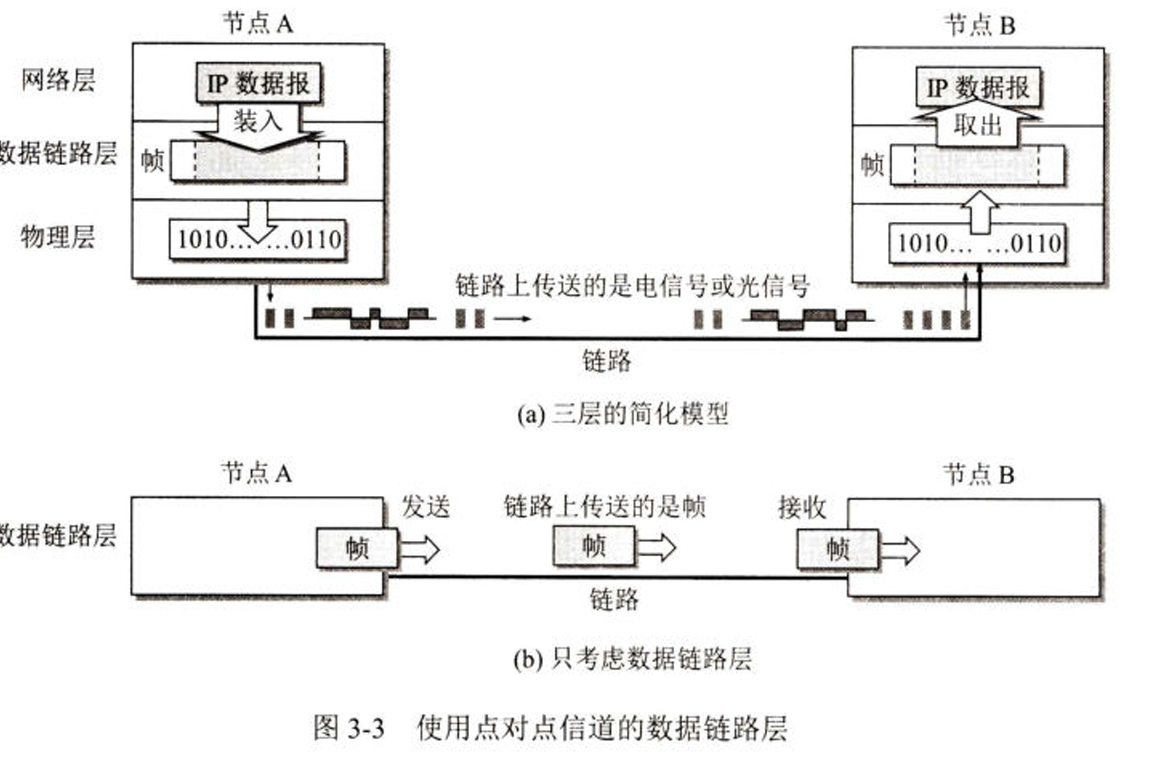 节点 A
节点 B
网络层
IP 数据报
IP 数据报
装入
取出
数据链路层
帧
帧
物理层
1010… …0110
1010… …0110
链路上传送的是电信号或光信号
链路
(a) 三层的简化模型
节点 A
节点 B
发送
链路上传送的是帧
接收
数据链路层
帧
帧
帧
链路
(b) 只考虑数据链路层
图 3-3 使用点对点信道的数据链路层